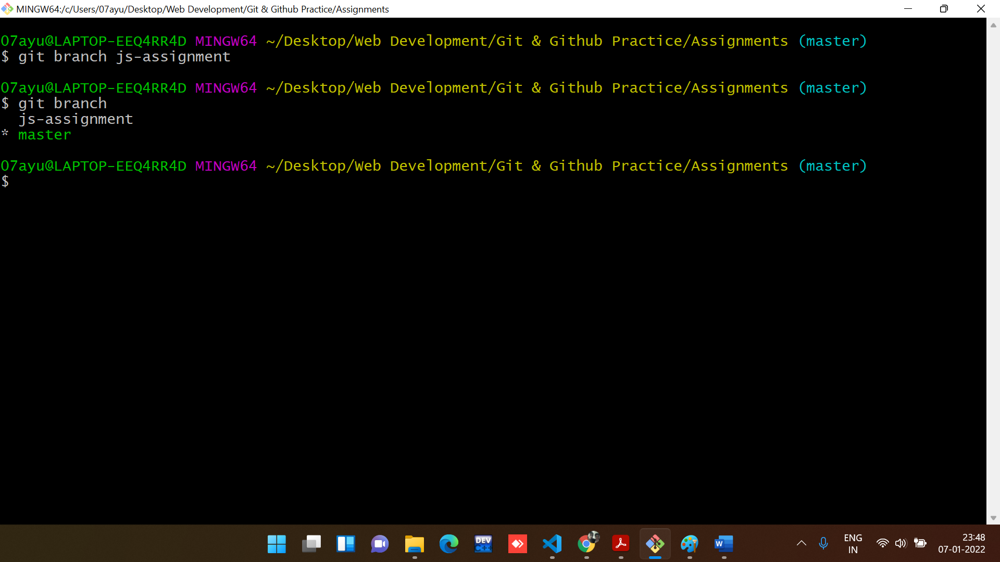 MINGW64:/c/Users/07ayu/Desktop/Web Development/Git & Github Practice/Assignments
07ayu@LAPTOP-EEQ4RR4D MINGW64 ~/Desktop/Web Development/Git & Github Practice/Assignments (master)
$ git branch js-assignment
07ayu@LAPTOP-EEQ4RR4D MINGW64 ~/Desktop/Web Development/Git & Github Practice/Assignments (master)
$ git branch
  js-assignment
* master
07ayu@LAPTOP-EEQ4RR4D MINGW64 ~/Desktop/Web Development/Git & Github Practice/Assignments (master)
$
DEV
C++
W
ENG
IN
23:48
07-01-2022